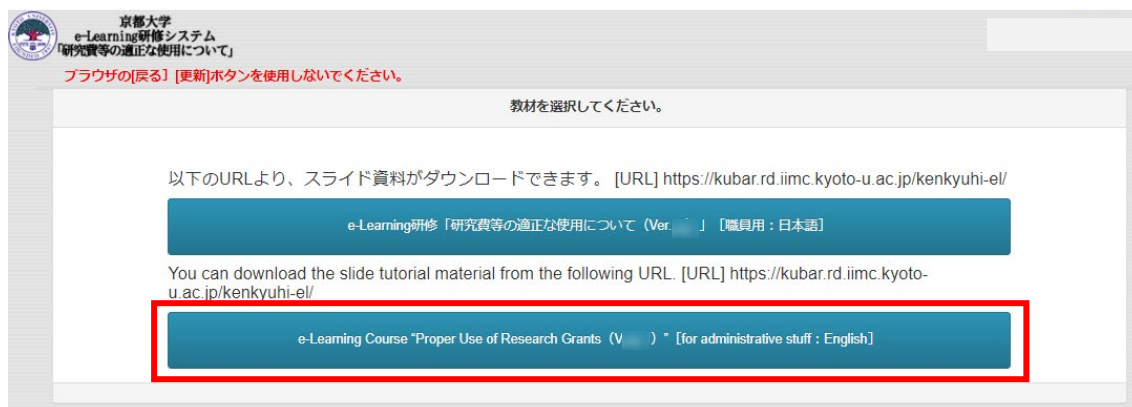 京都大学
e-Learning研修システム
「研究費等の適正な使用について」
ブラウザの[戻る] [更新]ボタンを使用しないでください。
教材を選択してください。
以下のURLより、スライド資料がダウンロードできます。 [URL] https://kubar.rd.iimc.kyoto-u.ac.jp/kenkyuhi-el/
e-Learning研修「研究費等の適正な使用について（Ver. 」 [職員用：日本語]
You can download the slide tutorial material from the following URL. [URL] https://kubar.rd.iimc.kyoto-
u.ac.jp/kenkyuhi-el/
e-Learning Course “Proper Use of Research Grants（V ）” [for administrative stuff : English]